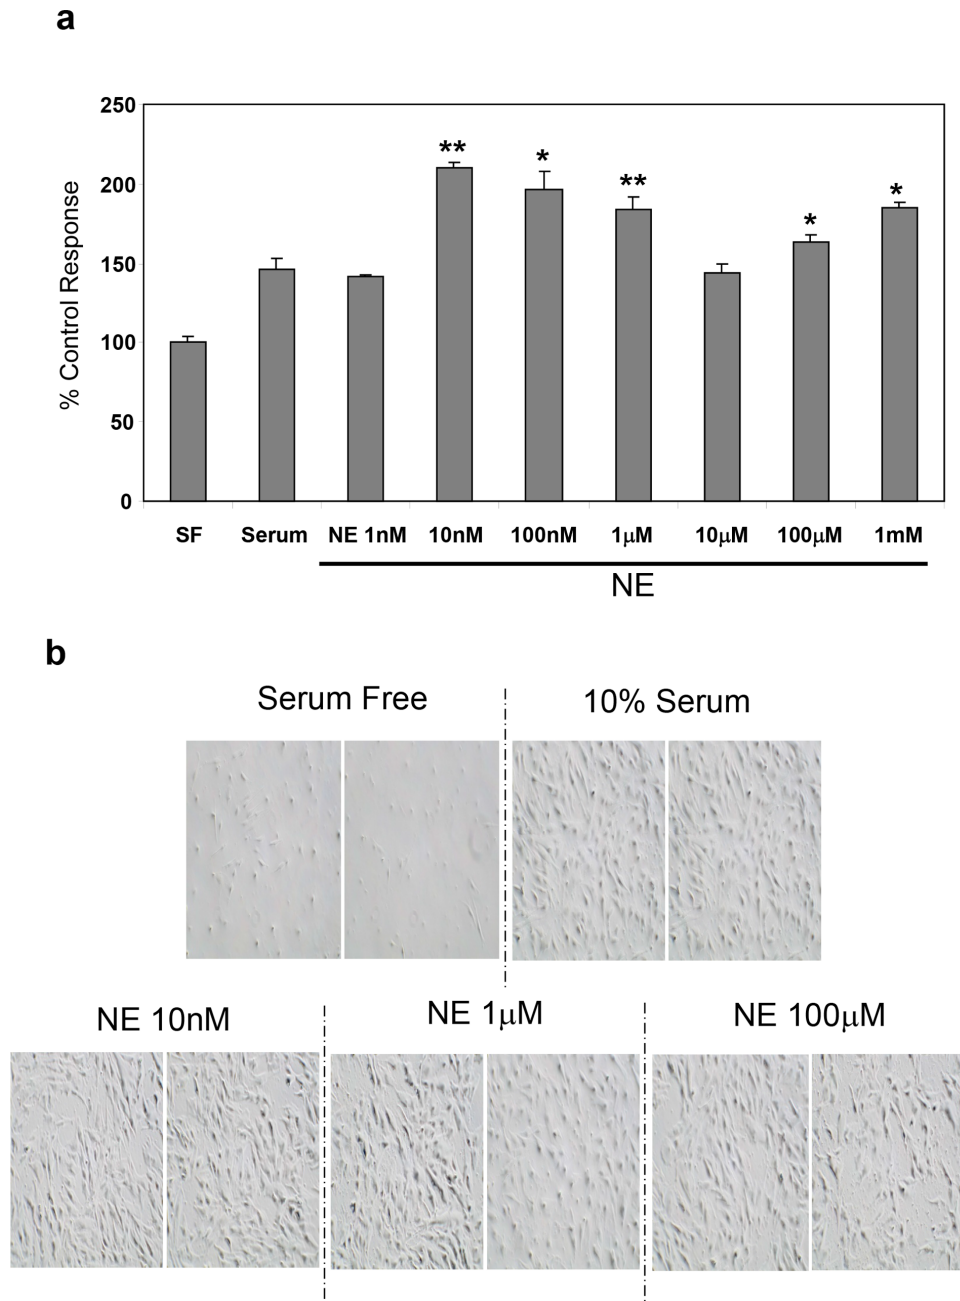 a
250
200
150
100
50
0
% Control Response
**
*
**
*
*
SF Serum NE 1nM 10nM 100nM 1μM 10μM 100μM 1mM
NE
b
Serum Free 10% Serum
NE 10nM NE 1μM NE 100μM